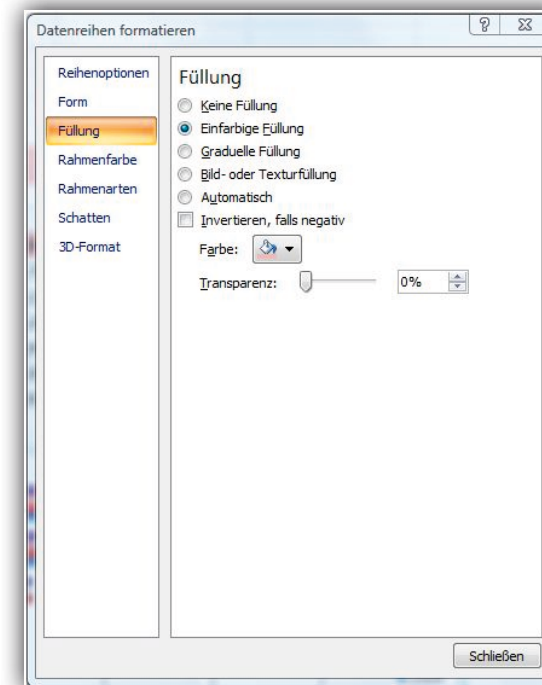 Datenreihen formatieren
Reihenoptionen
Form
Füllung
Rahmenfarbe
Rahmenarten
Schatten
3D-Format
Füllung
Keine Füllung
Einfarbige Füllung
Graduelle Füllung
Bild- oder Texturfüllung
Automatisch
Invertieren, falls negativ
Farbe:
Transparenz: 0%
Schließen